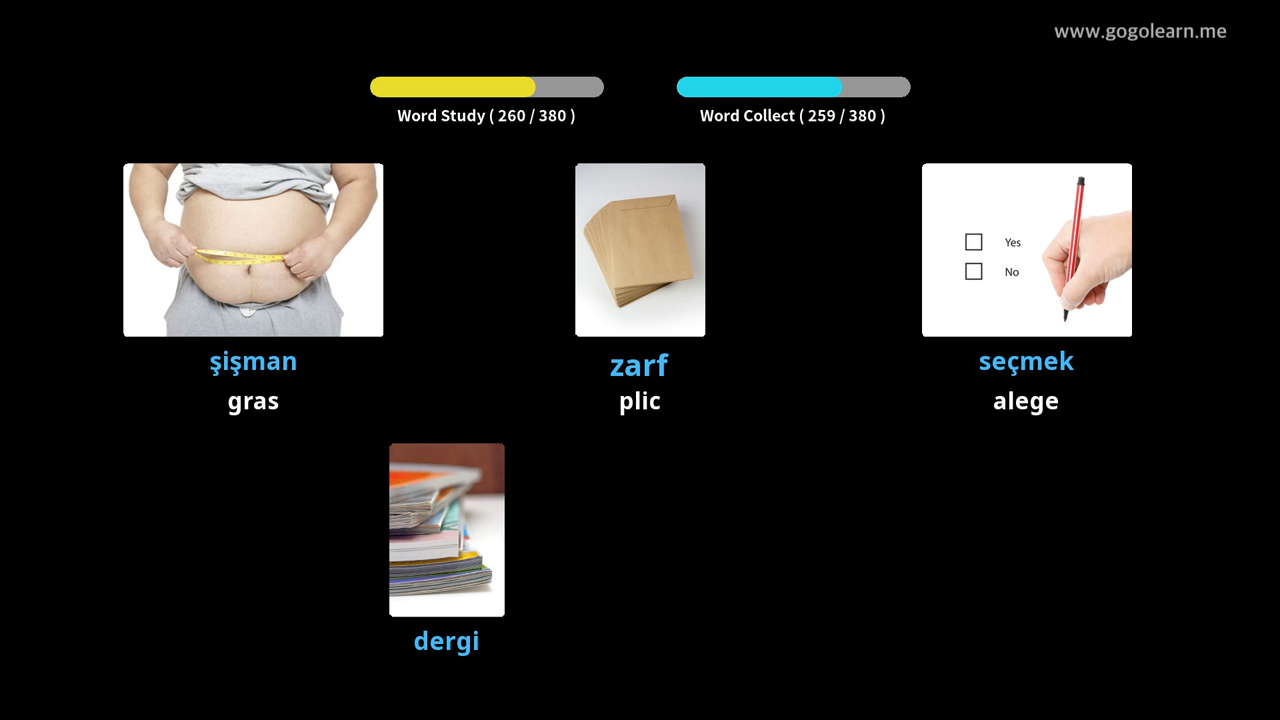 www.gogolearn.me
Word Study ( 260 / 380 )
Word Collect ( 259 / 380 )
Yes
No
şişman
zarf
seçmek
gras
plic
alege
dergi